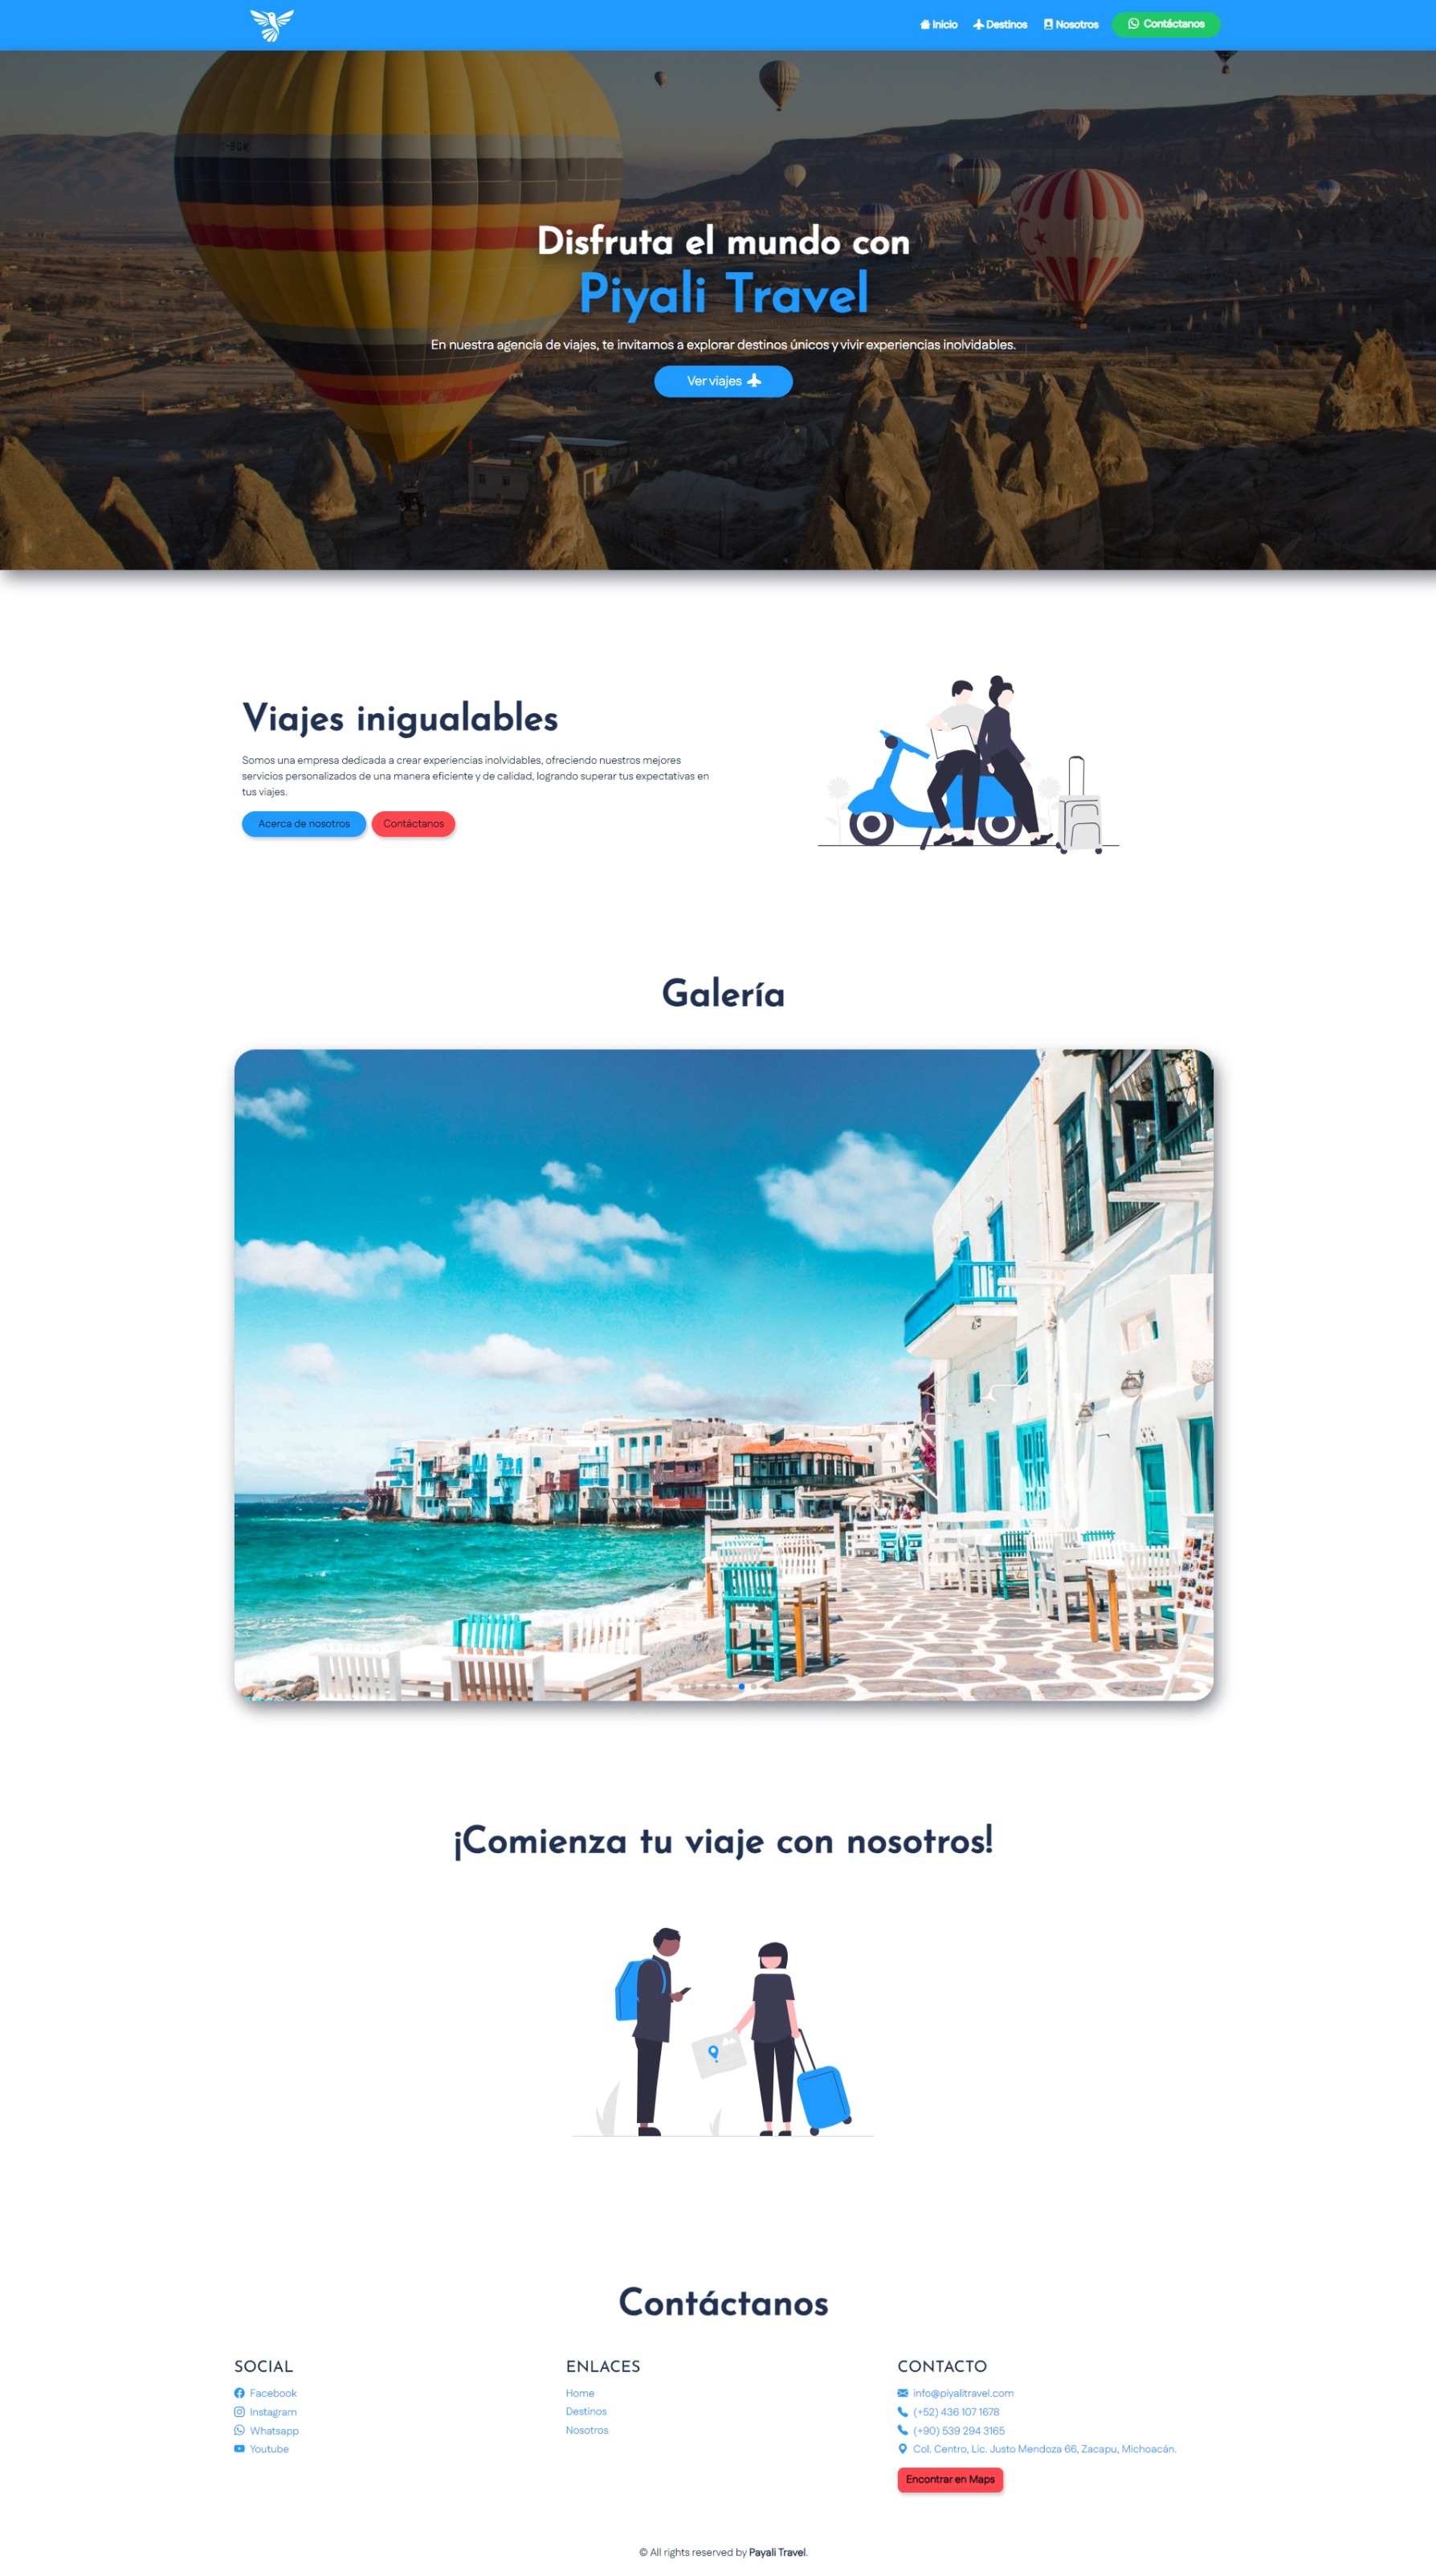 Inicio Destinos Nosotros Contáctanos
Disfruta el mundo con
Piyali Travel
En nuestra agencia de viajes, te invitamos a explorar destinos únicos y vivir experiencias inolvidables.
Ver viajes
Viajes inigualables
Somos una empresa dedicada a crear experiencias inolvidables, ofreciendo nuestros mejores
servicios personalizados de una manera eficiente y de calidad, logrando superar tus expectativas en
tus viajes.
Acerca de nosotros Contáctanos
Galería
¡Comienza tu viaje con nosotros!
Contáctanos
SOCIAL
Facebook
Instagram
Whatsapp
Youtube
ENLACES
Home
Destinos
Nosotros
CONTACTO
info@piyalitravel.com
(+52) 436 107 1678
(+90) 539 294 3165
Col. Centro, Lic. Justo Mendoza 66, Zacapu, Michoacán.
Encontrar en Maps
© All rights reserved by Payali Travel.